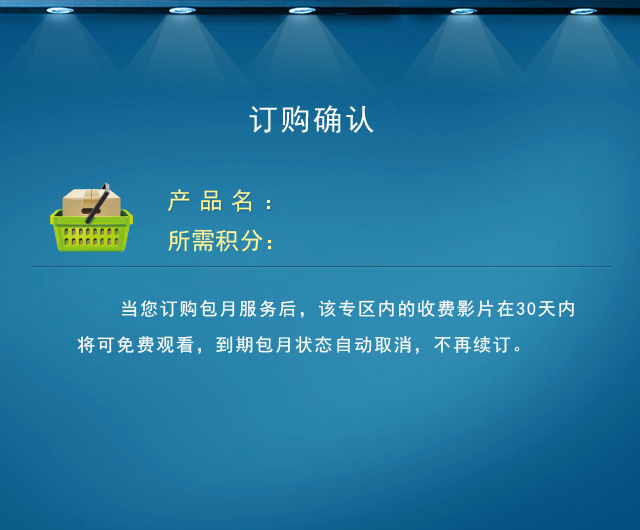 订购确认
产品名：
所需积分：
当您订购包月服务后，该专区内的收费影片在30天内
将可免费观看，到期包月状态自动取消，不再续订。